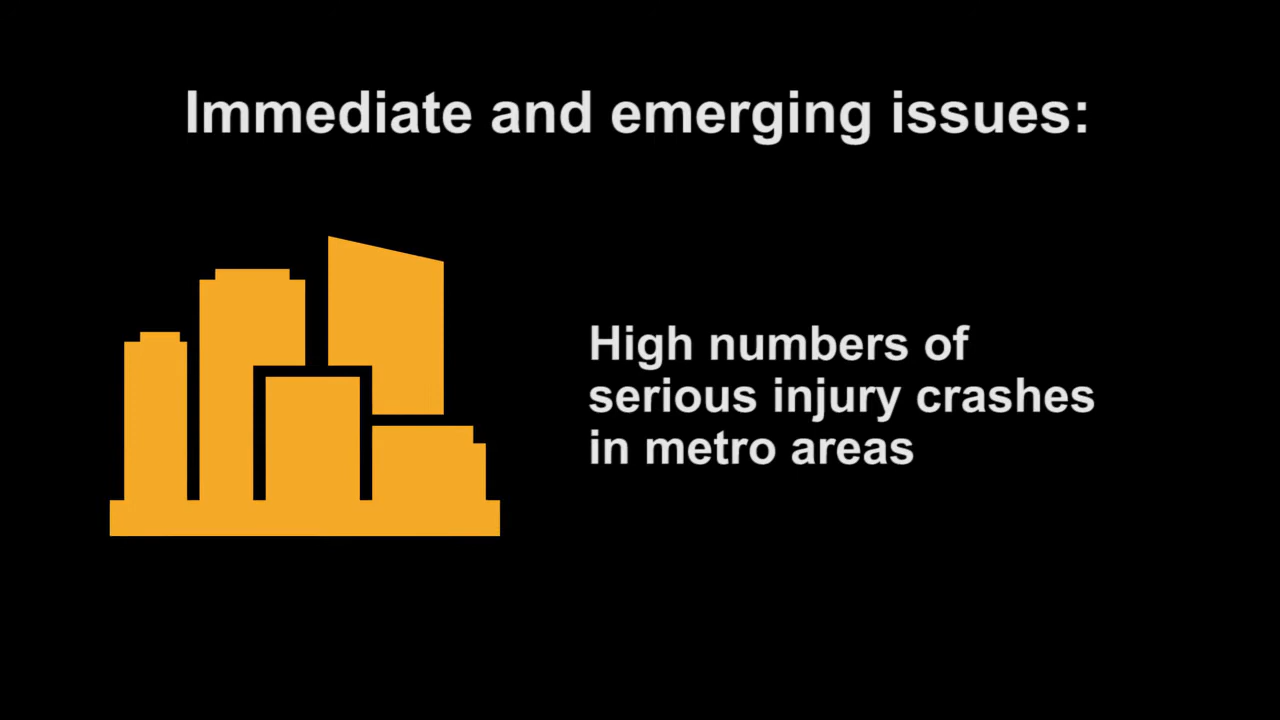 Immediate and emerging issues:
High numbers of
serious injury crashes
in metro areas